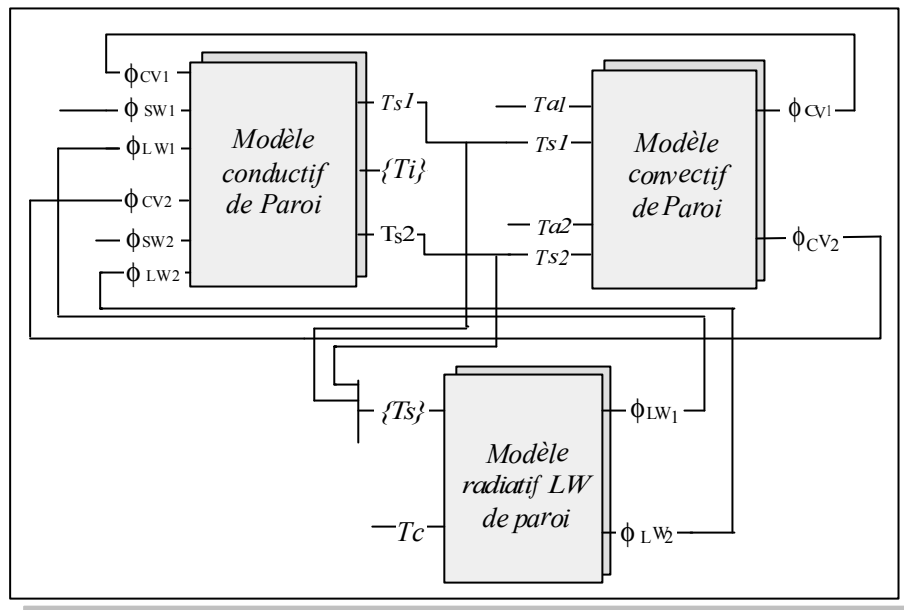 ϕCV1
ϕSW1
ϕLW1
ϕCV2
ϕSW2
ϕLW2
Modèle
conductif
de Paroi
Ts1
{Ti}
Ts2
Ta1
Ts1
Ta2
Ts2
Modèle
convectif
de Paroi
ϕCV1
ϕCV2
{Ts}
Tc
Modèle
radiatif LW
de paroi
ϕLW1
ϕLW2